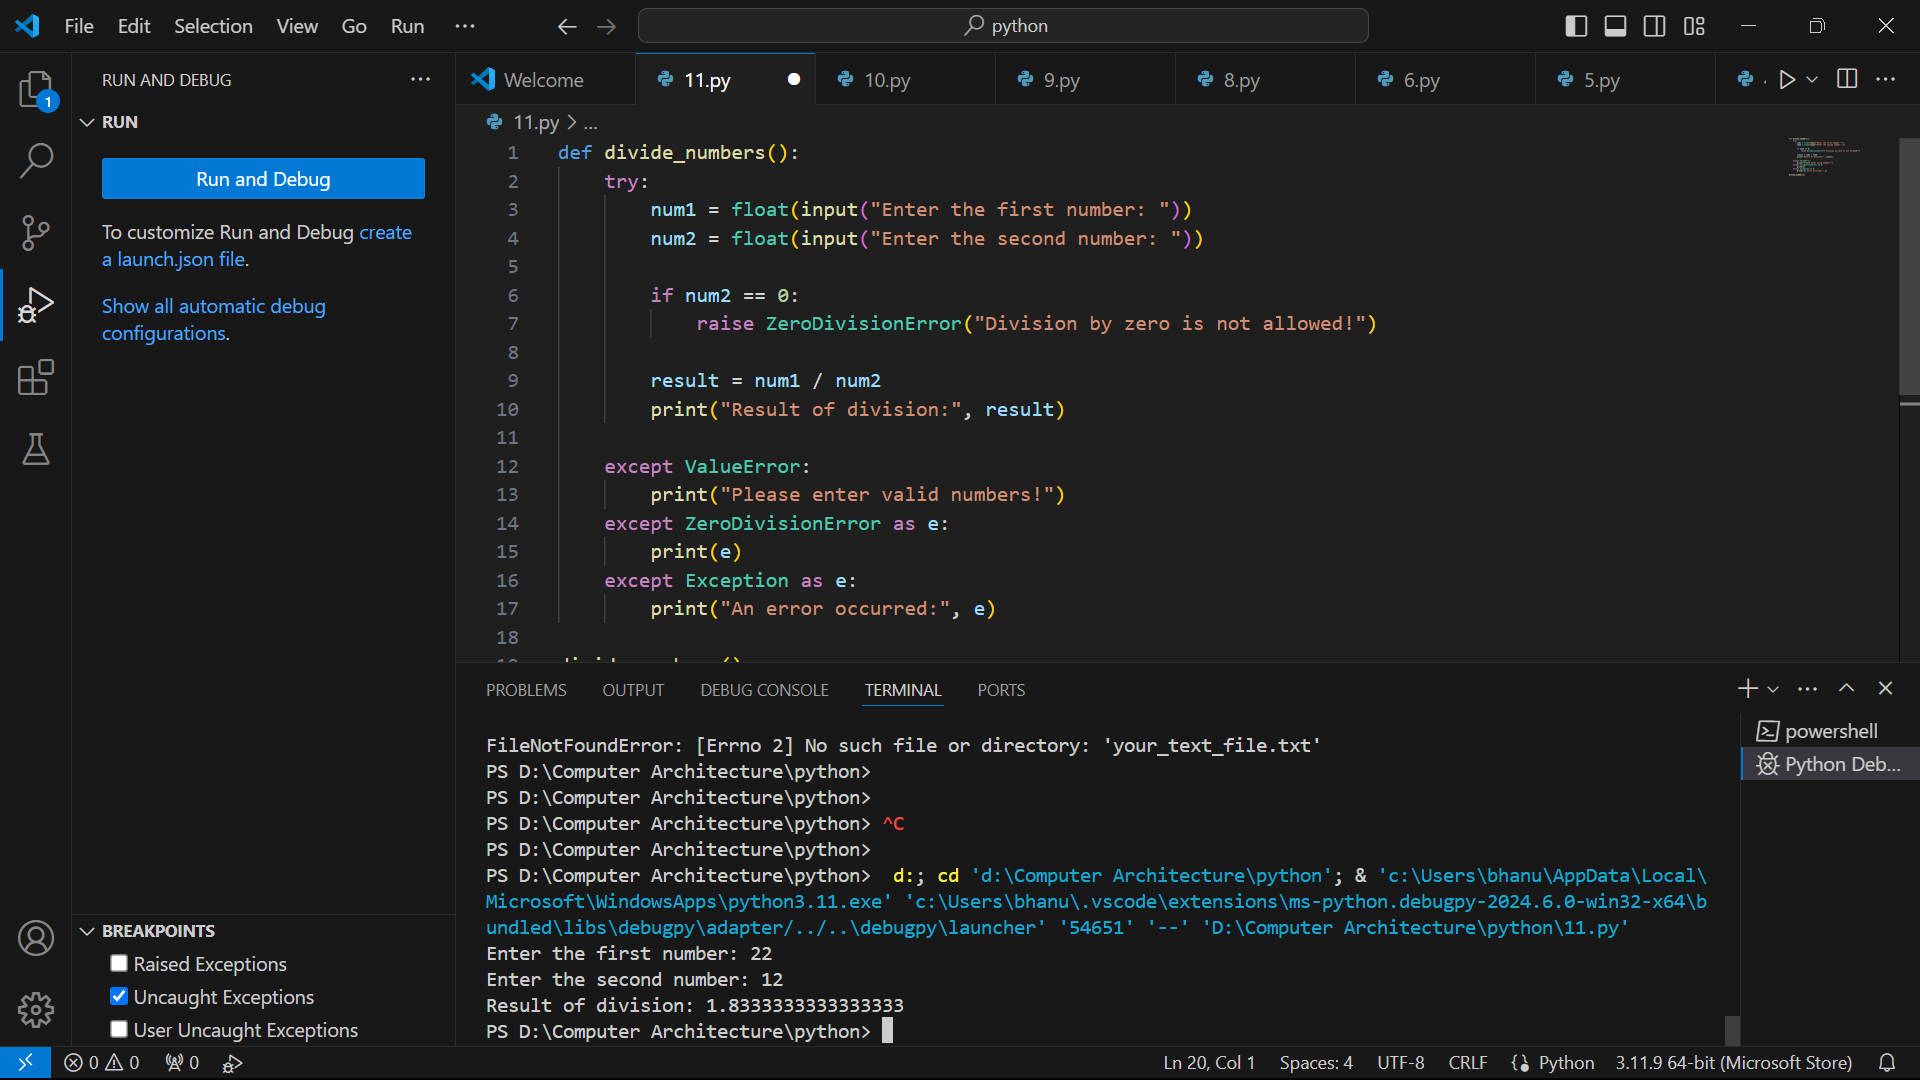 File Edit Selection View Go Run ··· python
RUN AND DEBUG ···
Welcome 11.py 10.py 9.py 8.py 6.py 5.py ···
1
RUN
Run and Debug
To customize Run and Debug create
a launch.json file.
Show all automatic debug
configurations.
11.py > ...
1 def divide_numbers():
2 try:
3 num1 = float(input("Enter the first number: "))
4 num2 = float(input("Enter the second number: "))
5
6 if num2 == 0:
7 raise ZeroDivisionError("Division by zero is not allowed!")
8
9 result = num1 / num2
10 print("Result of division:", result)
11
12 except ValueError:
13 print("Please enter valid numbers!")
14 except ZeroDivisionError as e:
15 print(e)
16 except Exception as e:
17 print("An error occurred:", e)
18
PROBLEMS OUTPUT DEBUG CONSOLE TERMINAL PORTS
powershell
Python Deb...
FileNotFoundError: [Errno 2] No such file or directory: 'your_text_file.txt'
PS D:\Computer Architecture\python>
PS D:\Computer Architecture\python>
PS D:\Computer Architecture\python> ^C
PS D:\Computer Architecture\python>
PS D:\Computer Architecture\python>  d:; cd 'd:\Computer Architecture\python'; & 'c:\Users\bhanu\AppData\Local\
Microsoft\WindowsApps\python3.11.exe' 'c:\Users\bhanu\.vscode\extensions\ms-python.debugpy-2024.6.0-win32-x64\b
undled\libs\debugpy\adapter/../..\debugpy\launcher' '54651' '--' 'D:\Computer Architecture\python\11.py'
Enter the first number: 22
Enter the second number: 12
Result of division: 1.8333333333333333
PS D:\Computer Architecture\python>
BREAKPOINTS
Raised Exceptions
Uncaught Exceptions
User Uncaught Exceptions
0 0 0 Ln 20, Col 1 Spaces: 4 UTF-8 CRLF Python 3.11.9 64-bit (Microsoft Store)